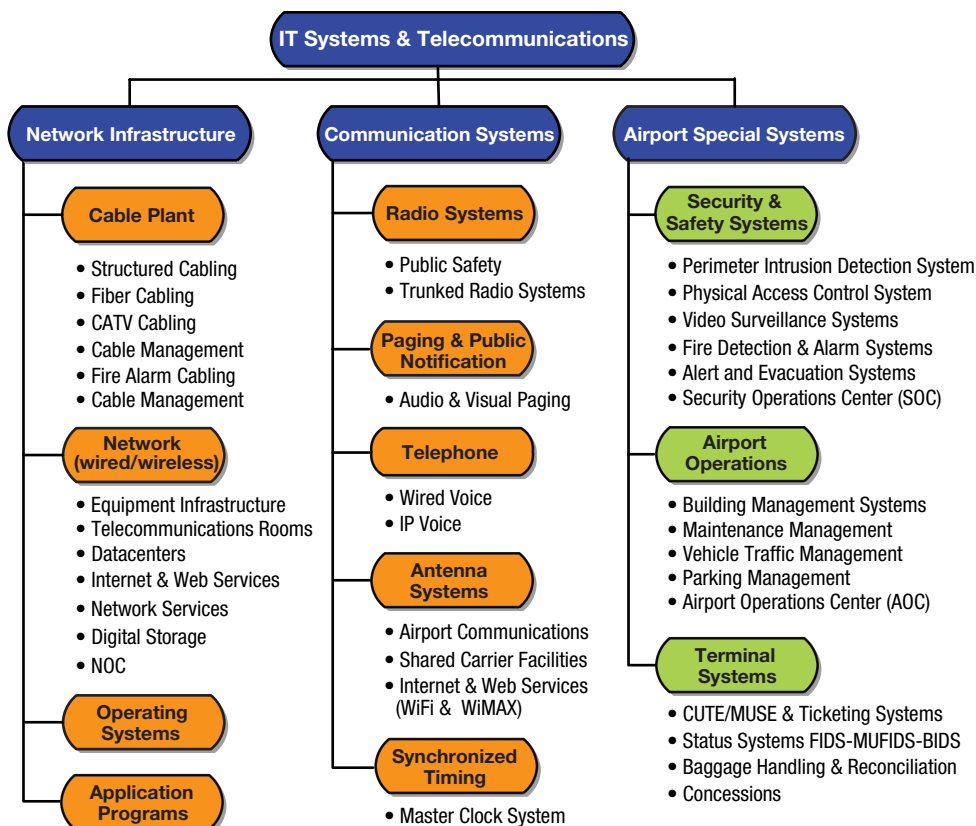 IT Systems & Telecommunications
Network Infrastructure
Cable Plant
• Structured Cabling
• Fiber Cabling
• CATV Cabling
• Cable Management
• Fire Alarm Cabling
• Cable Management
Network
(wired/wireless)
• Equipment Infrastructure
• Telecommunications Rooms
• Datacenters
• Internet & Web Services
• Network Services
• Digital Storage
• NOC
Operating
Systems
Application
Programs
Communication Systems
Radio Systems
• Public Safety
• Trunked Radio Systems
Paging & Public
Notification
• Audio & Visual Paging
Telephone
• Wired Voice
• IP Voice
Antenna
Systems
• Airport Communications
• Shared Carrier Facilities
• Internet & Web Services
(WiFi & WiMAX)
Synchronized
Timing
• Master Clock System
Airport Special Systems
Security &
Safety Systems
• Perimeter Intrusion Detection System
• Physical Access Control System
• Video Surveillance Systems
• Fire Detection & Alarm Systems
• Alert and Evacuation Systems
• Security Operations Center (SOC)
Airport
Operations
• Building Management Systems
• Maintenance Management
• Vehicle Traffic Management
• Parking Management
• Airport Operations Center (AOC)
Terminal
Systems
• CUTE/MUSE & Ticketing Systems
• Status Systems FIDS-MUFIDS-BIDS
• Baggage Handling & Reconciliation
• Concessions